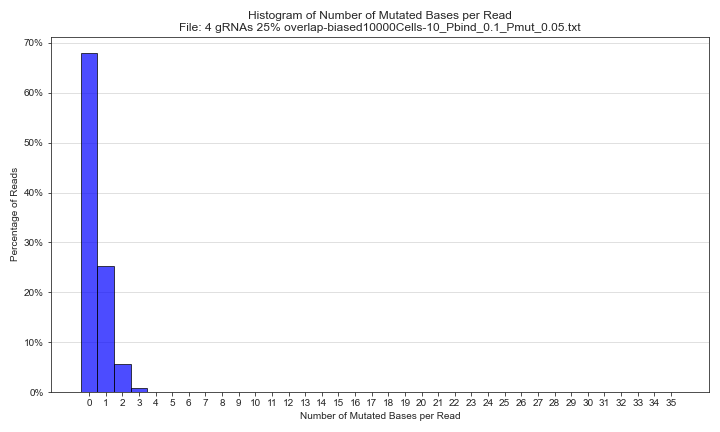 Histogram of Number of Mutated Bases per Read
File: 4 gRNAs 25% overlap-biased10000Cells-10_Pbind_0.1_Pmut_0.05.txt
70%
60%
50%
40%
30%
20%
10%
0%
Percentage of Reads
0 1 2 3 4 5 6 7 8 9 10 11 12 13 14 15 16 17 18 19 20 21 22 23 24 25 26 27 28 29 30 31 32 33 34 35
Number of Mutated Bases per Read